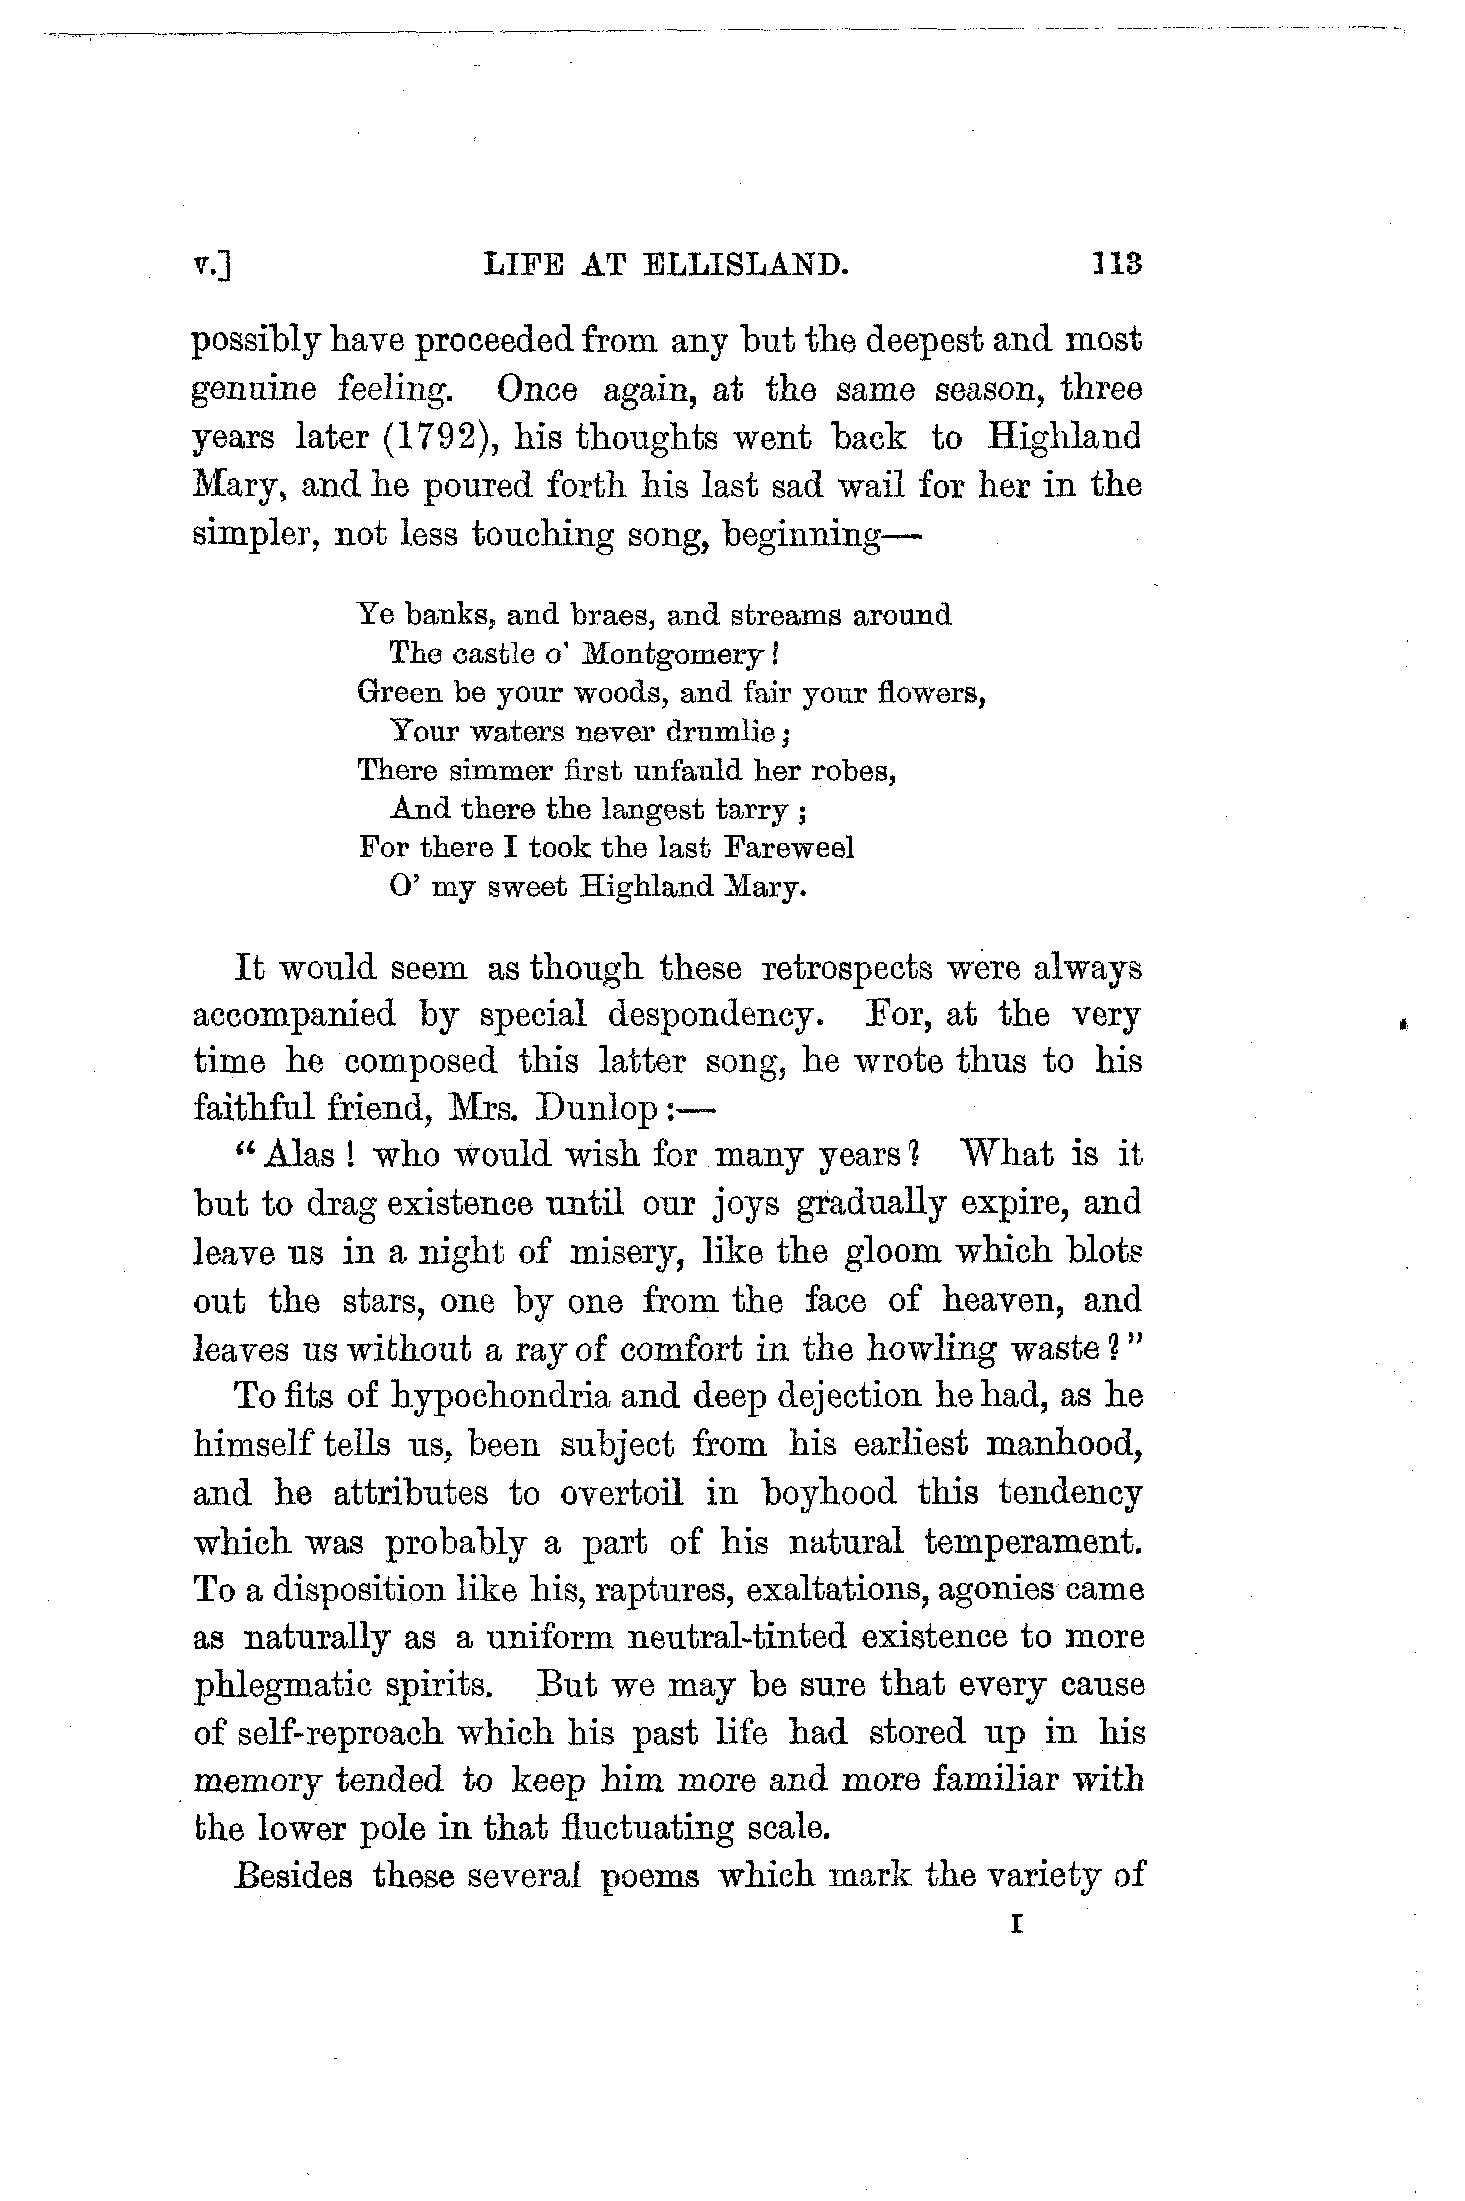 v.] LIFE AT ELLISLAND. 113
possibly have proceeded from any but the deepest and most
genuine feeling. Once again, at the same season, three
years later (1792), his thoughts went back to Highland
Mary, and he poured forth his last sad wail for her in the
simpler, not less touching song, beginning—
Ye banks, and braes, and streams around
The castle o' Montgomery!
Green be your woods, and fair your flowers,
Your waters never drumlie;
There simmer first unfauld her robes,
And there the langest tarry;
For there I took the last Fareweel
O' my sweet Highland Mary.
It would seem as though these retrospects were always
accompanied by special despondency. For, at the very
time he composed this latter song, he wrote thus to his
faithful friend, Mrs. Dunlop:—
"Alas! who would wish for many years? What is it
but to drag existence until our joys gradually expire, and
leave us in a night of misery, like the gloom which blots
out the stars, one by one from the face of heaven, and
leaves us without a ray of comfort in the howling waste?"
To fits of hypochondria and deep dejection he had, as he
himself tells us, been subject from his earliest manhood,
and he attributes to overtoil in boyhood this tendency
which was probably a part of his natural temperament.
To a disposition like his, raptures, exaltations, agonies came
as naturally as a uniform neutral-tinted existence to more
phlegmatic spirits. But we may be sure that every cause
of self-reproach which his past life had stored up in his
memory tended to keep him more and more familiar with
the lower pole in that fluctuating scale.
Besides these several poems which mark the variety of
I